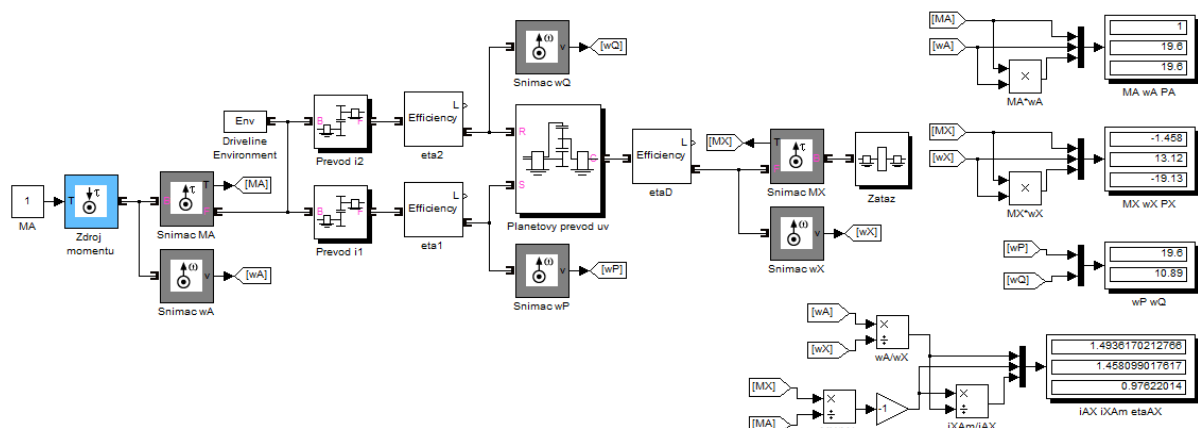 [wQ]
v
Snimac wQ
Env
Driveline
Environment
B
F
Prevod i2
L
Efficiency
eta2
R
S
C
Planetovy prevod uv
L
Efficiency
etaD
[MX]
T
Snimac MX
Zataz
1
MA
T
Zdroj
momentu
T
[MA]
Snimac MA
B
F
Prevod i1
L
Efficiency
eta1
v
[wA]
Snimac wA
v
[wP]
Snimac wP
v
[wX]
Snimac wX
[MA]
[wA]
×
MA*wA
1
19.6
19.6
MA wA PA
[MX]
[wX]
×
MX*wX
-1.458
13.12
-19.13
MX wX PX
[wP]
[wQ]
19.6
10.89
wP wQ
[wA]
[wX]
×
÷
wA/wX
[MX]
[MA]
×
÷
-1
×
÷
iXAm/iAX
1.4936170212766
1.458099017617
0.97622014
iAX iXAm etaAX